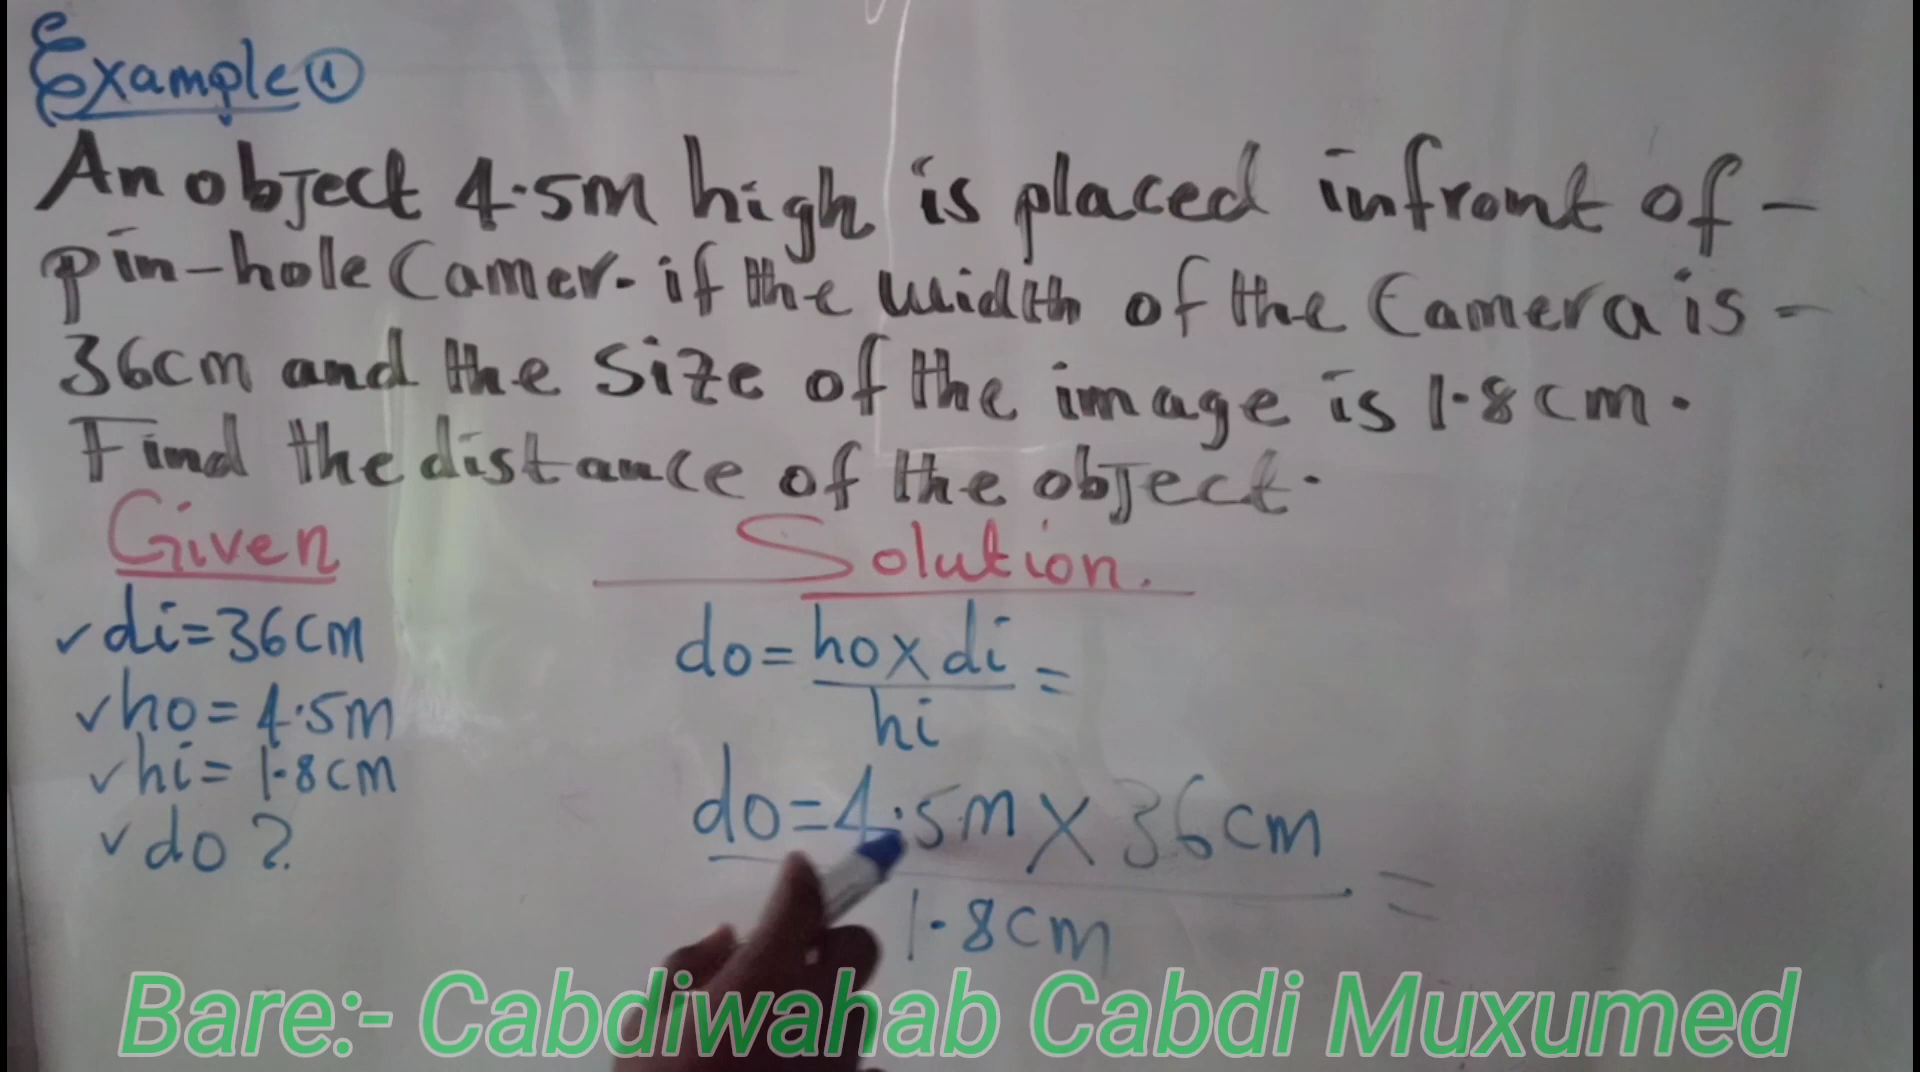 Example ①
An object 4.5m high is placed infront of -
pin-hole Camer. if the width of the Camera is -
36cm and the Size of the image is 1.8cm.
Find the distance of the object.
Given
✓ di=36cm
✓ ho=4.5m
✓ hi=1.8cm
✓ do ?
Solution.
do=ho x di =
hi
do=4.5m X 36cm =
1.8cm
Bare:- Cabdiwahab Cabdi Muxumed